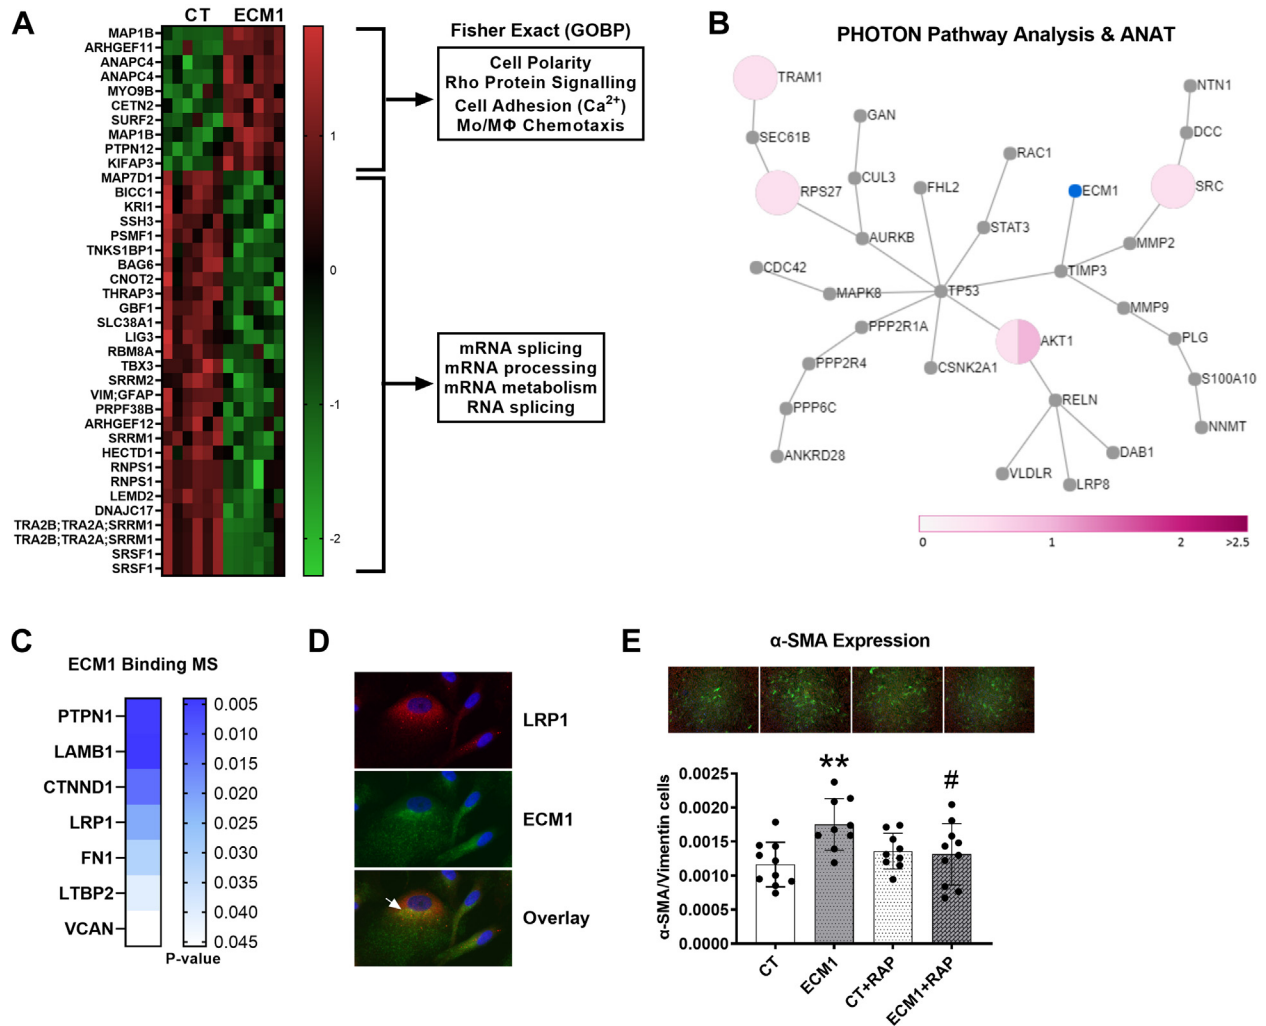 A
CT ECM1
MAP1B
ARHGEF11
ANAPC4
ANAPC4
MYO9B
CETN2
SURF2
MAP1B
PTPN12
KIFAP3
MAP7D1
BICC1
KRI1
SSH3
PSMF1
TNKS1BP1
BAG6
CNOT2
THRAP3
GBF1
SLC38A1
LIG3
RBM8A
TBX3
SRRM2
VIM;GFAP
PRPF38B
ARHGEF12
SRRM1
HECTD1
RNPS1
RNPS1
LEMD2
DNAJC17
TRA2B;TRA2A;SRRM1
TRA2B;TRA2A;SRRM1
SRSF1
SRSF1
1
0
-1
-2
Fisher Exact (GOBP)
Cell Polarity
Rho Protein Signalling
Cell Adhesion (Ca2+)
Mo/MΦ Chemotaxis
mRNA splicing
mRNA processing
mRNA metabolism
RNA splicing
B
PHOTON Pathway Analysis & ANAT
TRAM1
NTN1
GAN
SEC61B
DCC
RAC1
CUL3
FHL2
RPS27
ECM1
SRC
STAT3
AURKB
MMP2
CDC42
TIMP3
MAPK8
TP53
MMP9
PPP2R1A
AKT1
PLG
PPP2R4
CSNK2A1
S100A10
PPP6C
RELN
NNMT
ANKRD28
DAB1
VLDLR
LRP8
0 1 2 >2.5
C
ECM1 Binding MS
PTPN1
LAMB1
CTNND1
LRP1
FN1
LTBP2
VCAN
0.005
0.010
0.015
0.020
0.025
0.030
0.035
0.040
0.045
P-value
D
LRP1
ECM1
Overlay
E
α-SMA Expression
α-SMA/Vimentin cells
0.0025
0.0020
0.0015
0.0010
0.0005
0.0000
**
#
CT
ECM1
CT+RAP
ECM1+RAP